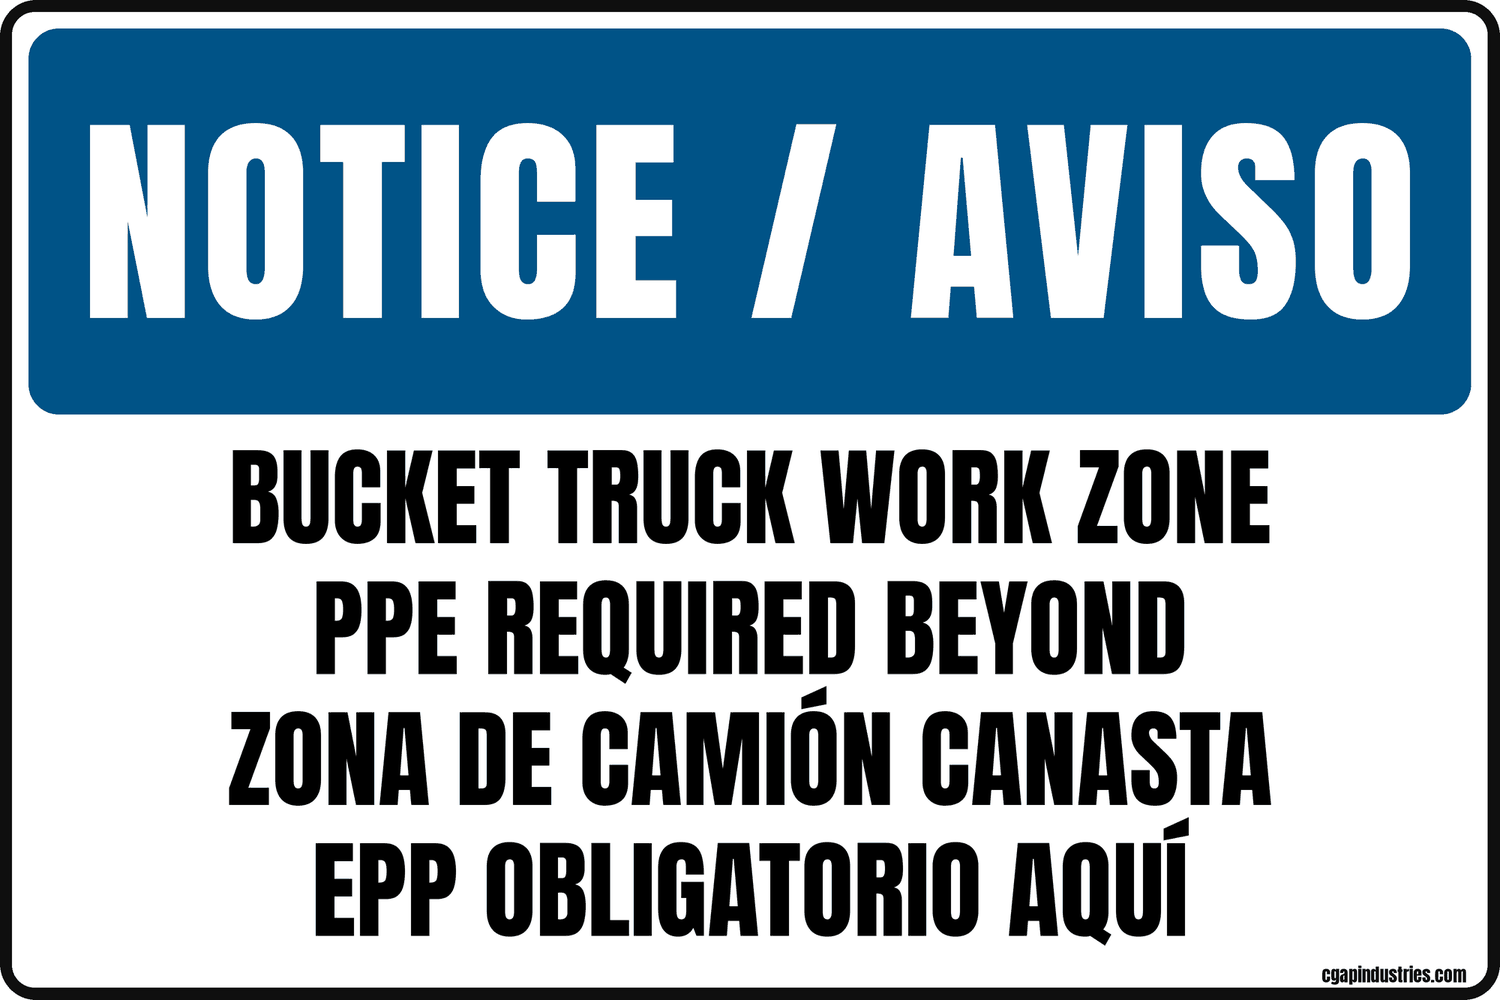 NOTICE / AVISO
BUCKET TRUCK WORK ZONE
PPE REQUIRED BEYOND
ZONA DE CAMIÓN CANASTA
EPP OBLIGATORIO AQUÍ
cgapindustries.com